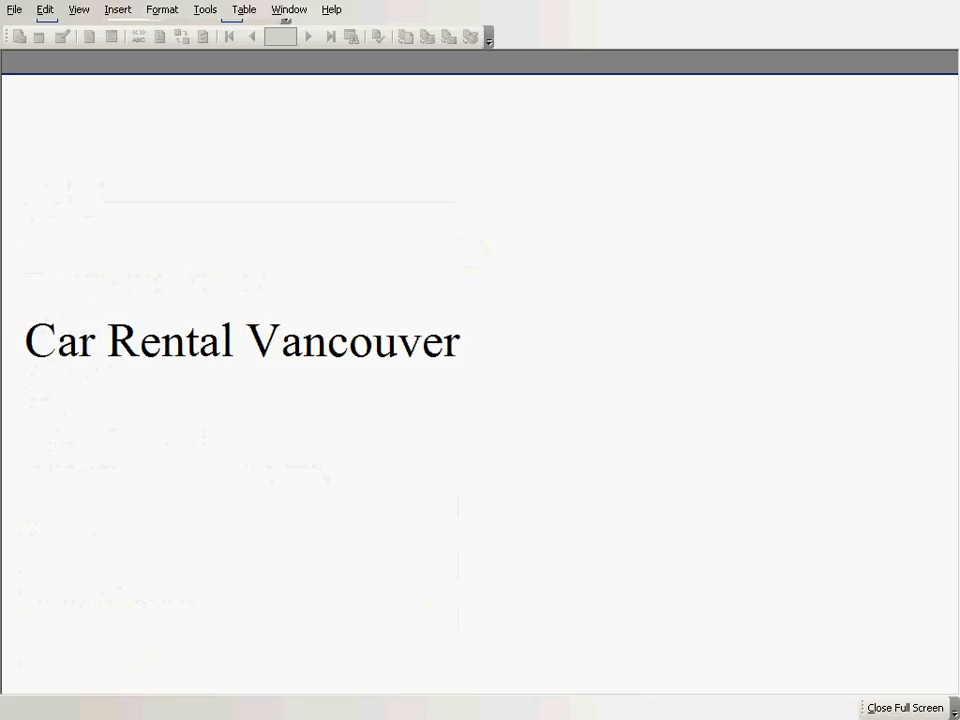 File Edit View Insert Format Tools Table Window Help
Car Rental Vancouver
Close Full Screen